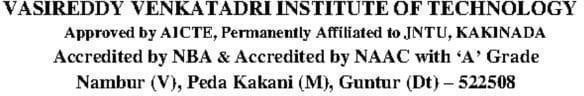 VASIREDDY VENKATADRI INSTITUTE OF TECHNOLOGY
Approved by AICTE, Permanently Affiliated to JNTU, KAKINADA
Accredited by NBA & Accredited by NAAC with ‘A’ Grade
Nambur (V), Peda Kakani (M), Guntur (Dt) – 522508